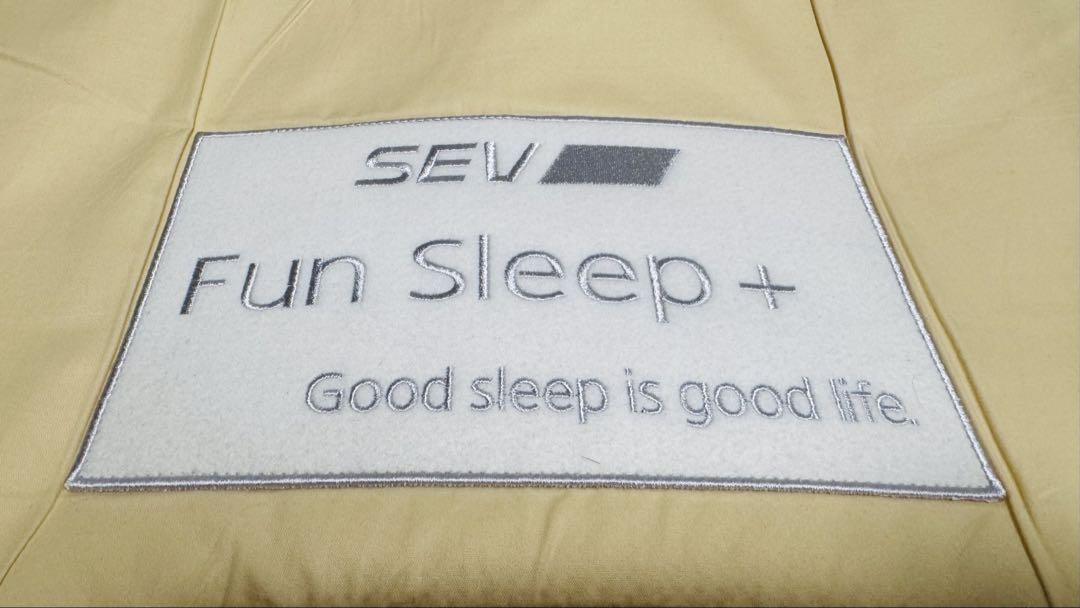 SEV
Fun Sleep +
Good sleep is good life.